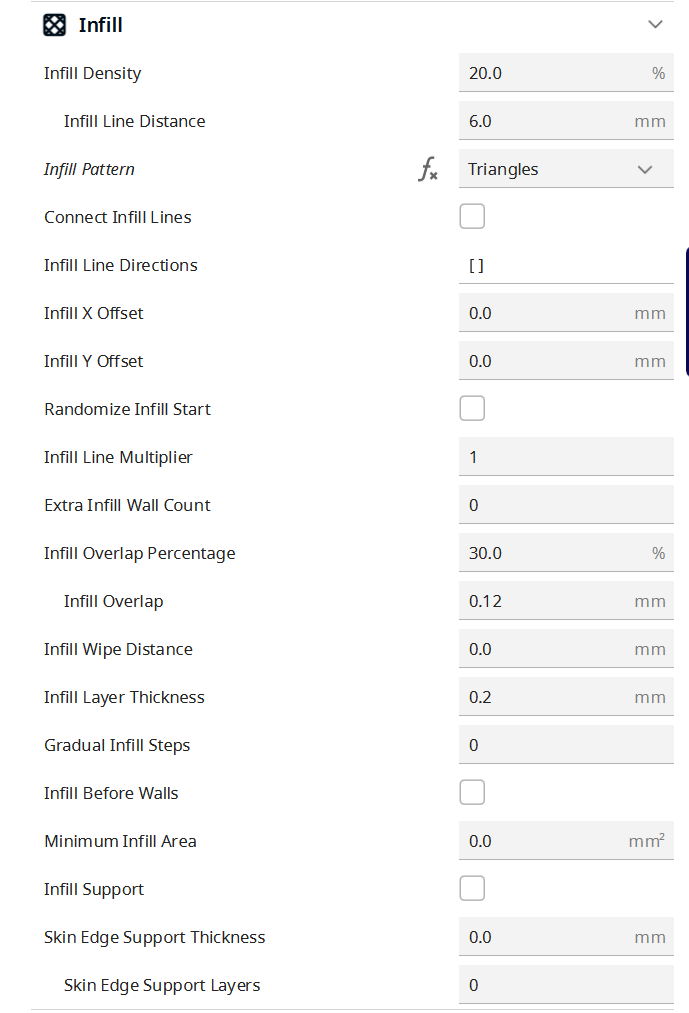 Infill
Infill Density 20.0 %
Infill Line Distance 6.0 mm
Infill Pattern fx Triangles
Connect Infill Lines
Infill Line Directions [ ]
Infill X Offset 0.0 mm
Infill Y Offset 0.0 mm
Randomize Infill Start
Infill Line Multiplier 1
Extra Infill Wall Count 0
Infill Overlap Percentage 30.0 %
Infill Overlap 0.12 mm
Infill Wipe Distance 0.0 mm
Infill Layer Thickness 0.2 mm
Gradual Infill Steps 0
Infill Before Walls
Minimum Infill Area 0.0 mm²
Infill Support
Skin Edge Support Thickness 0.0 mm
Skin Edge Support Layers 0